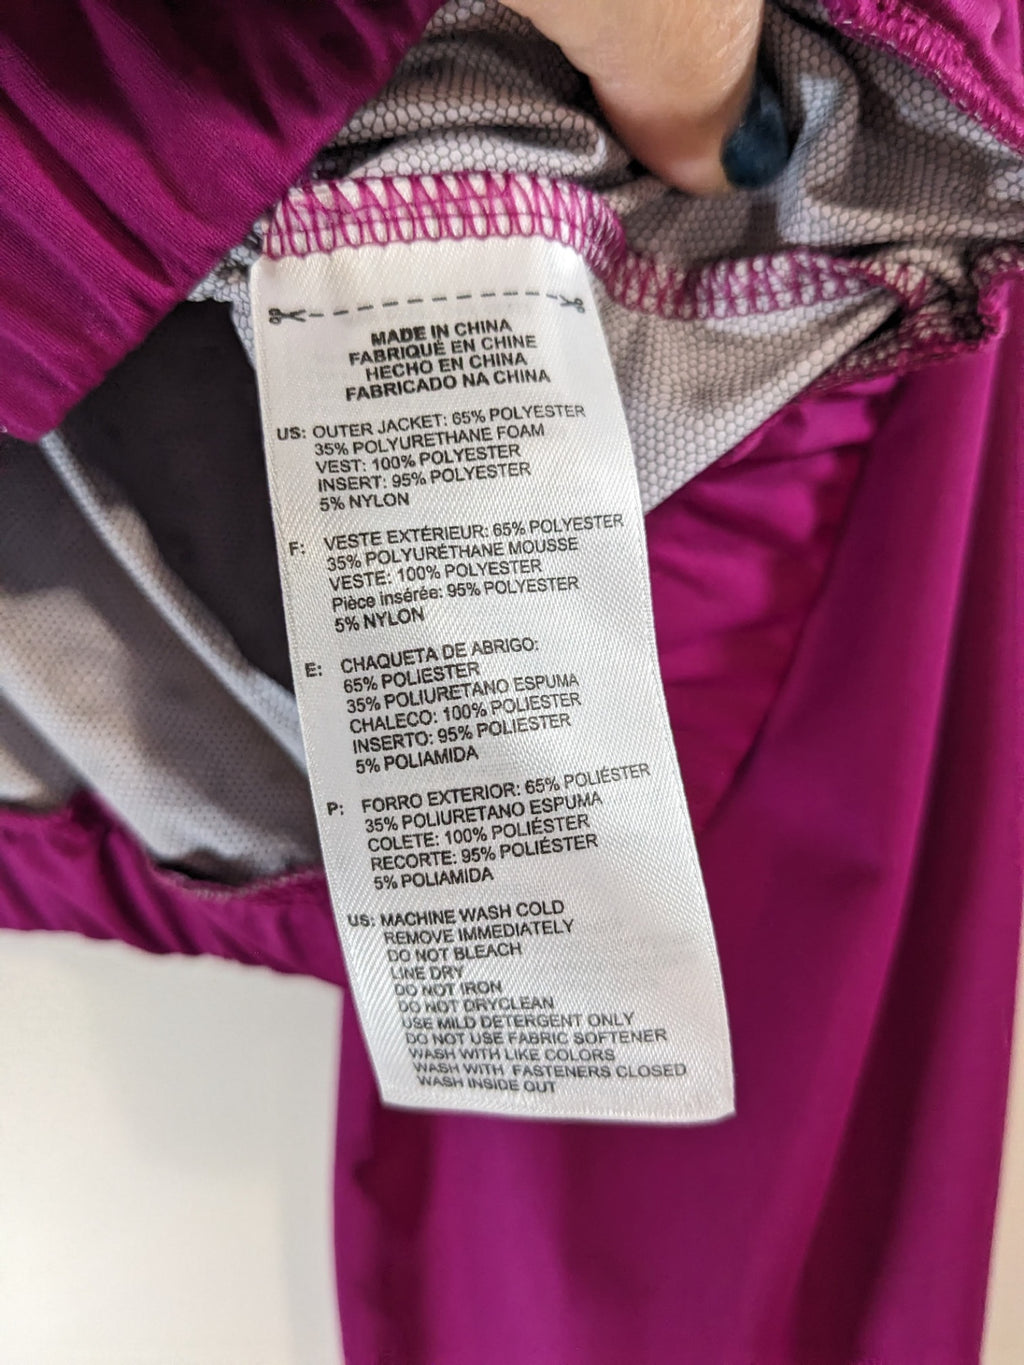 MADE IN CHINA
FABRIQUÉ EN CHINE
HECHO EN CHINA
FABRICADO NA CHINA
US: OUTER JACKET: 65% POLYESTER
35% POLYURETHANE FOAM
VEST: 100% POLYESTER
INSERT: 95% POLYESTER
5% NYLON
F: VESTE EXTÉRIEUR: 65% POLYESTER
35% POLYURÉTHANE MOUSSE
VESTE: 100% POLYESTER
Pièce insérée: 95% POLYESTER
5% NYLON
E: CHAQUETA DE ABRIGO:
65% POLIESTER
35% POLIURETANO ESPUMA
CHALECO: 100% POLIESTER
INSERTO: 95% POLIESTER
5% POLIAMIDA
P: FORRO EXTERIOR: 65% POLIÉSTER
35% POLIURETANO ESPUMA
COLETE: 100% POLIÉSTER
RECORTE: 95% POLIÉSTER
5% POLIAMIDA
US: MACHINE WASH COLD
REMOVE IMMEDIATELY
DO NOT BLEACH
LINE DRY
DO NOT IRON
DO NOT DRYCLEAN
USE MILD DETERGENT ONLY
DO NOT USE FABRIC SOFTENER
WASH WITH LIKE COLORS
WASH WITH FASTENERS CLOSED
WASH INSIDE OUT